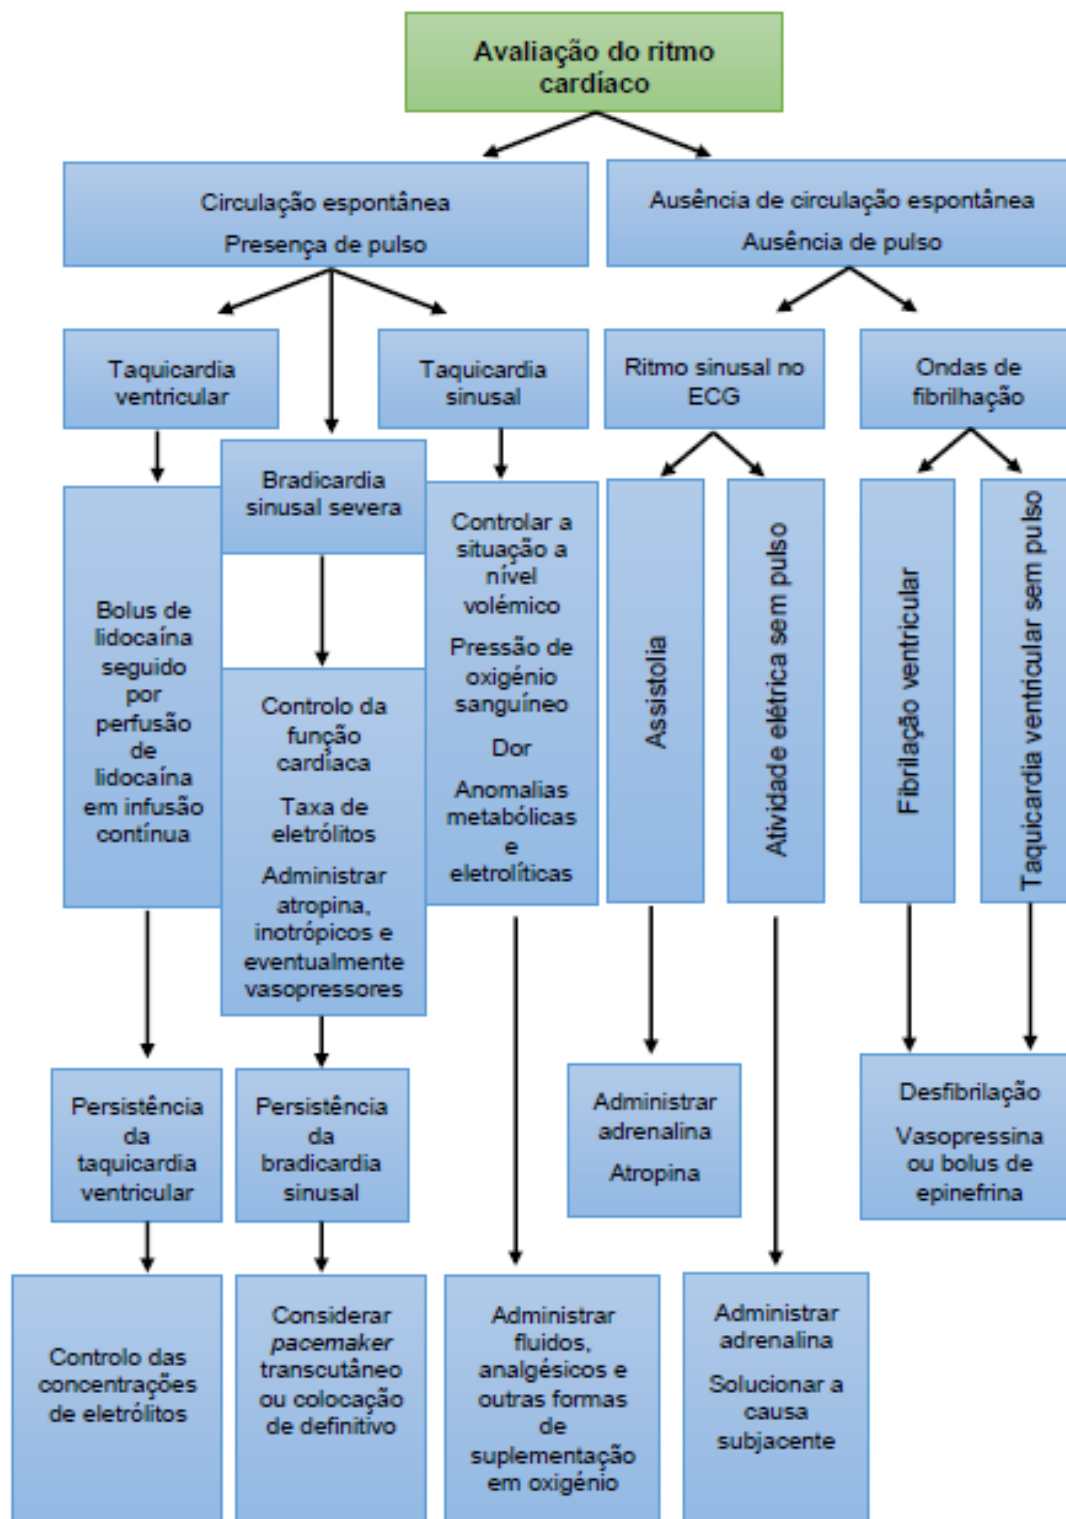 Avaliação do ritmo
cardíaco
Circulação espontânea
Presença de pulso
Ausência de circulação espontânea
Ausência de pulso
Taquicardia
ventricular
Bradicardia
sinusal severa
Taquicardia
sinusal
Ritmo sinusal no
ECG
Ondas de
fibrilhação
Bolus de
lidocaína
seguido
por
perfusão
de
lidocaína
em infusão
contínua
Controlo da
função
cardíaca
Taxa de
eletrólitos
Administrar
atropina,
inotrópicos e
eventualmente
vasopressores
Controlar a
situação a
nível
volémico
Pressão de
oxigénio
sanguíneo
Dor
Anomalias
metabólicas
e
eletrolíticas
Assistolia
Atividade elétrica sem pulso
Fibrilação ventricular
Taquicardia ventricular sem pulso
Persistência
da
taquicardia
ventricular
Persistência
da
bradicardia
sinusal
Administrar
adrenalina
Atropina
Desfibrilação
Vasopressina
ou bolus de
epinefrina
Controlo das
concentrações
de eletrólitos
Considerar
pacemaker
transcutâneo
ou colocação
de definitivo
Administrar
fluidos,
analgésicos e
outras formas
de
suplementação
em oxigénio
Administrar
adrenalina
Solucionar a
causa
subjacente